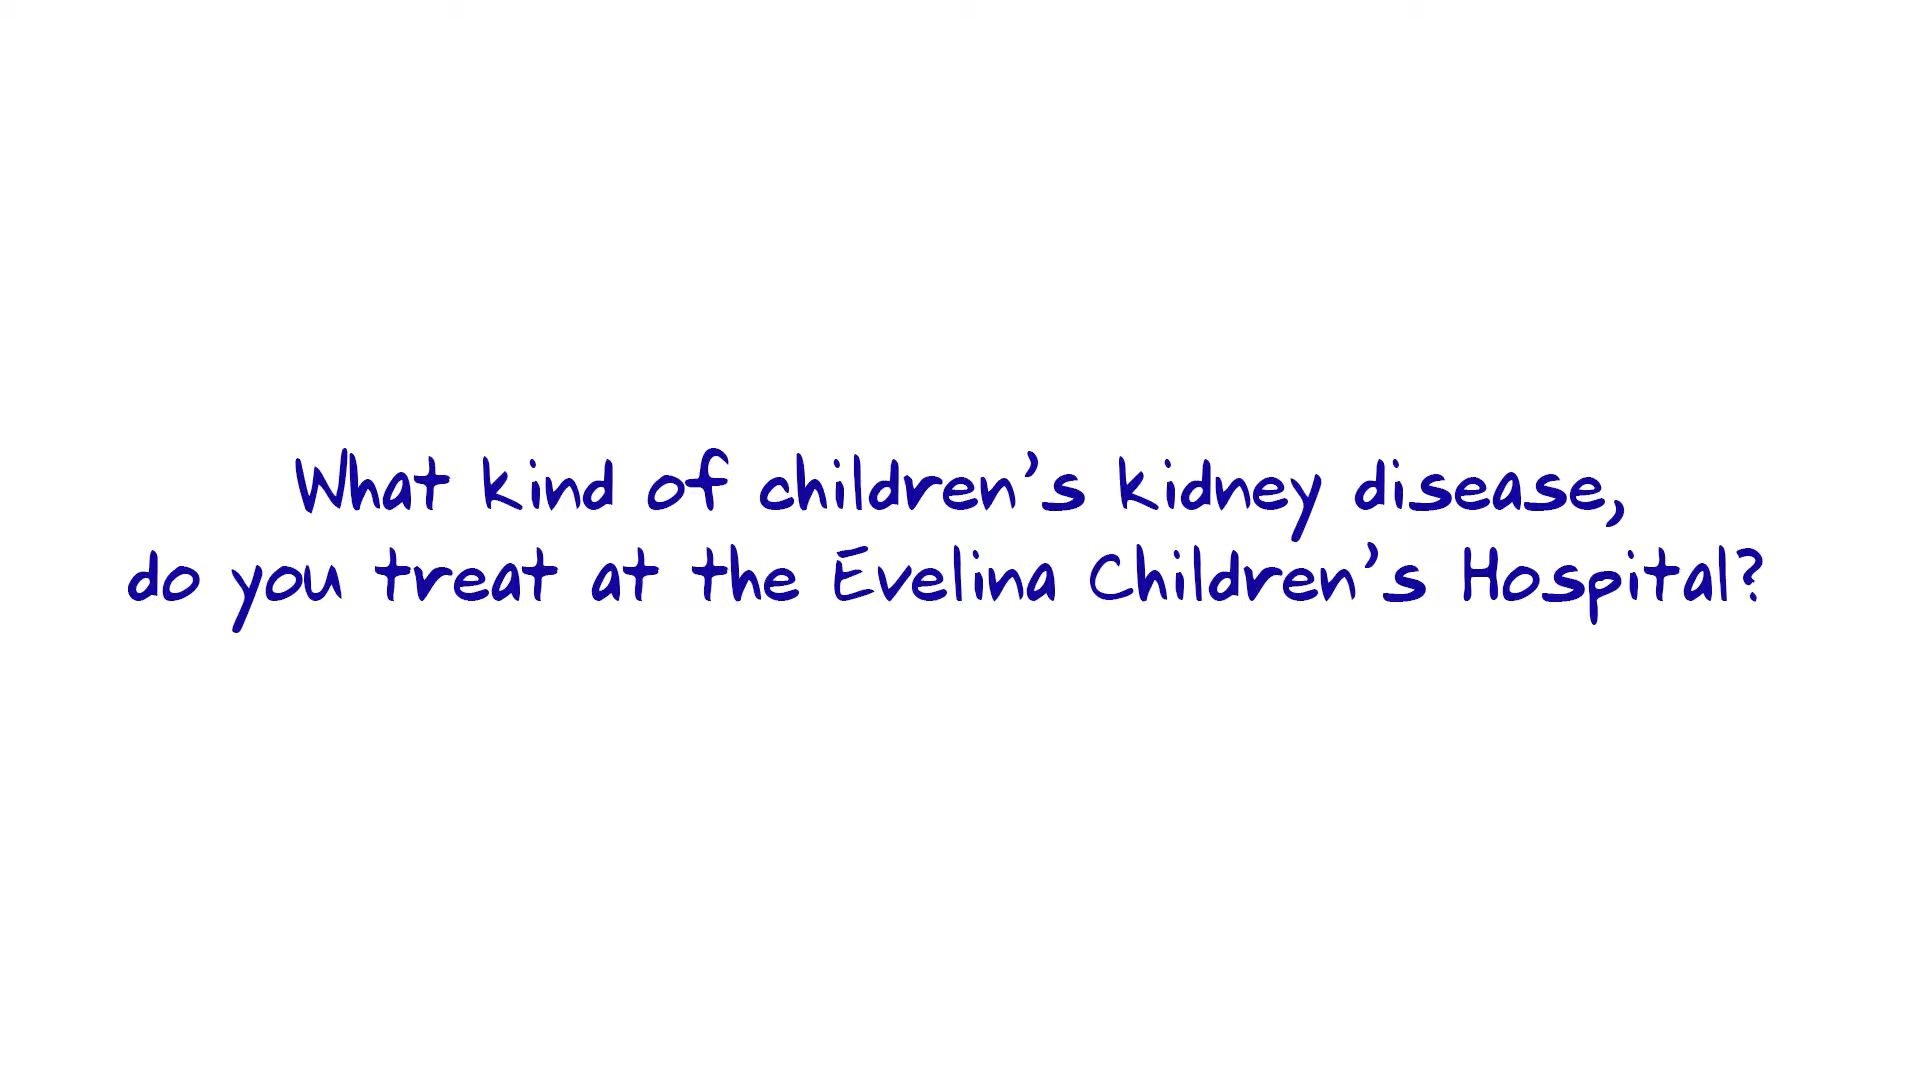 What kind of children's kidney disease,
do you treat at the Evelina Children's Hospital?